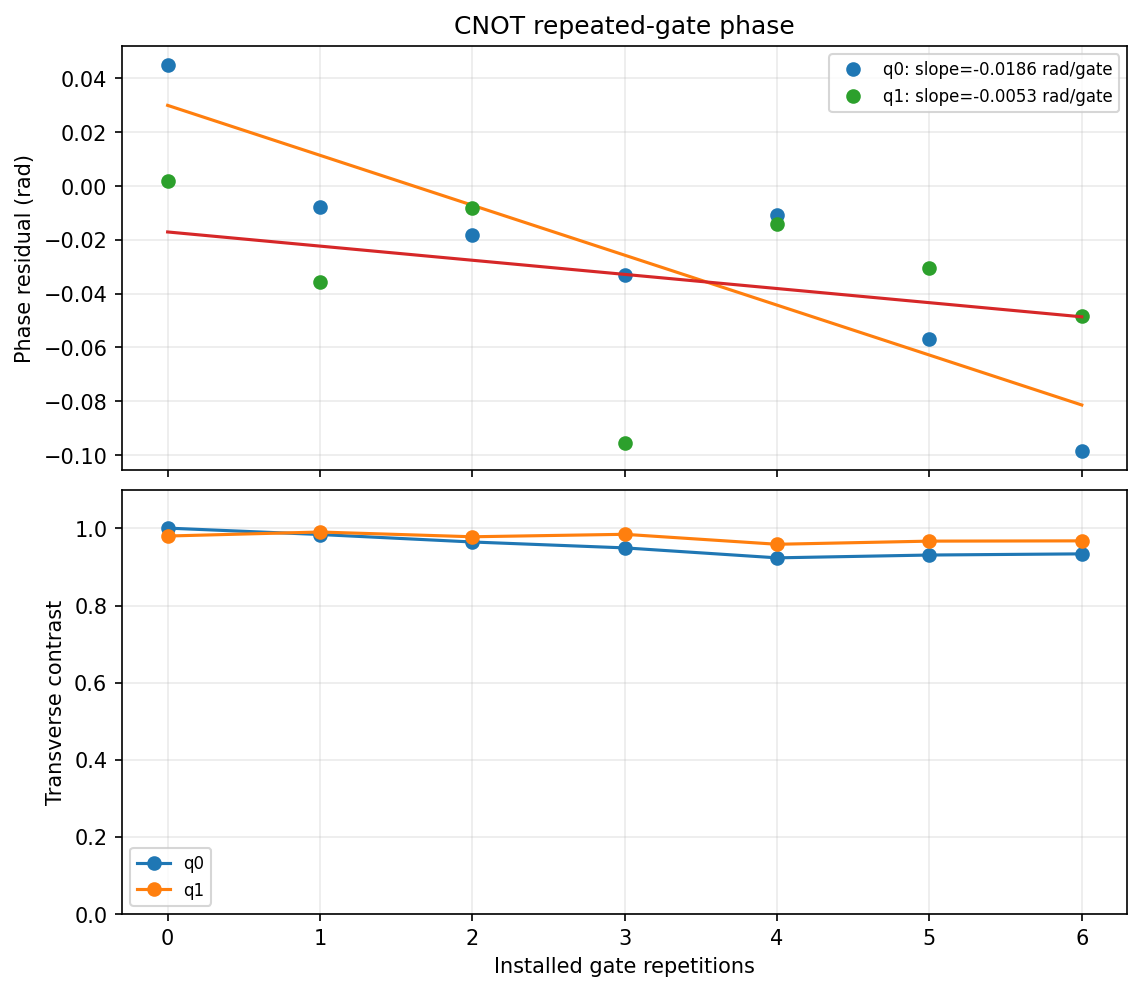 CNOT repeated-gate phase
q0: slope=-0.0186 rad/gate
q1: slope=-0.0053 rad/gate
Phase residual (rad)
0.04
0.02
0.00
−0.02
−0.04
−0.06
−0.08
−0.10
Transverse contrast
1.0
0.8
0.6
0.4
0.2
0.0
q0
q1
0 1 2 3 4 5 6
Installed gate repetitions